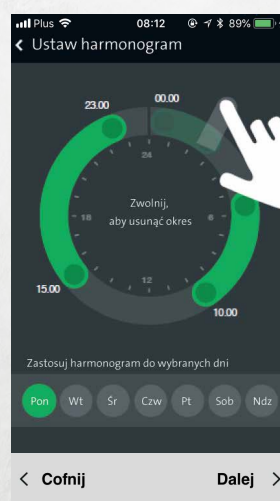 Plus 08:12 89%
Ustaw harmonogram
23.00 00.00
24
Zwolnij,
aby usunąć okres
18 6
12
15.00
10.00
Zastosuj harmonogram do wybranych dni
Pon Wt Śr Czw Pt Sob Ndz
Cofnij Dalej